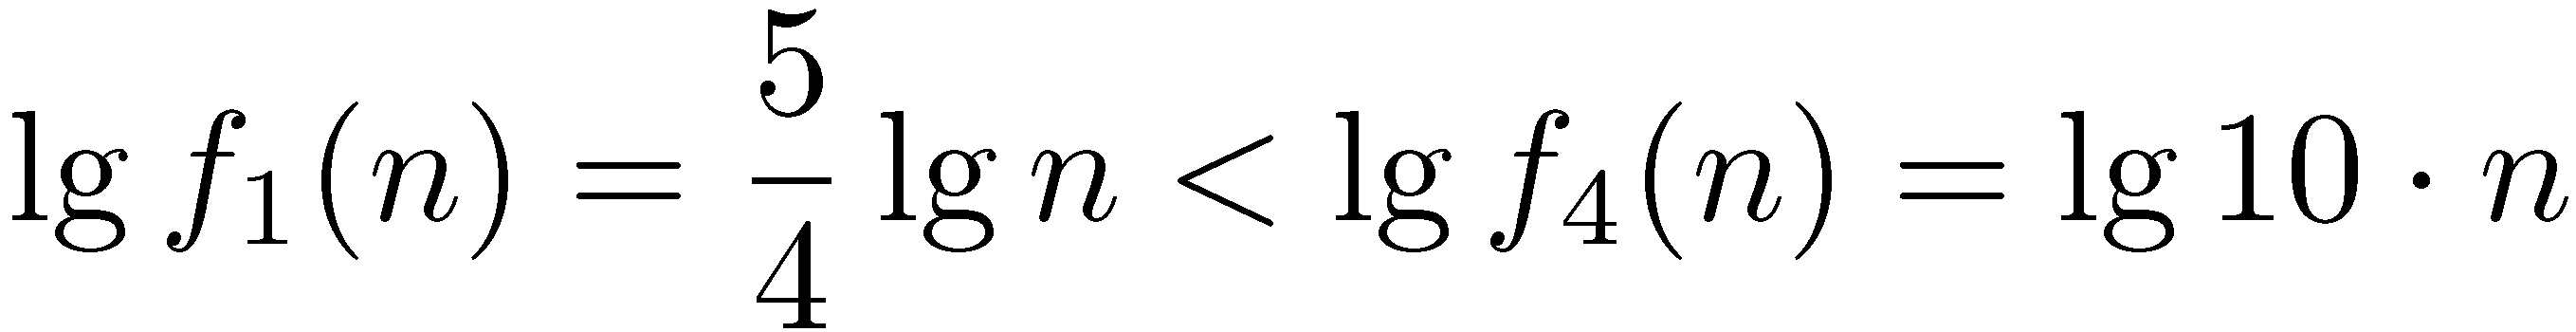 lg f₁(n) = 5/4 lg n < lg f₄(n) = lg 10 · n